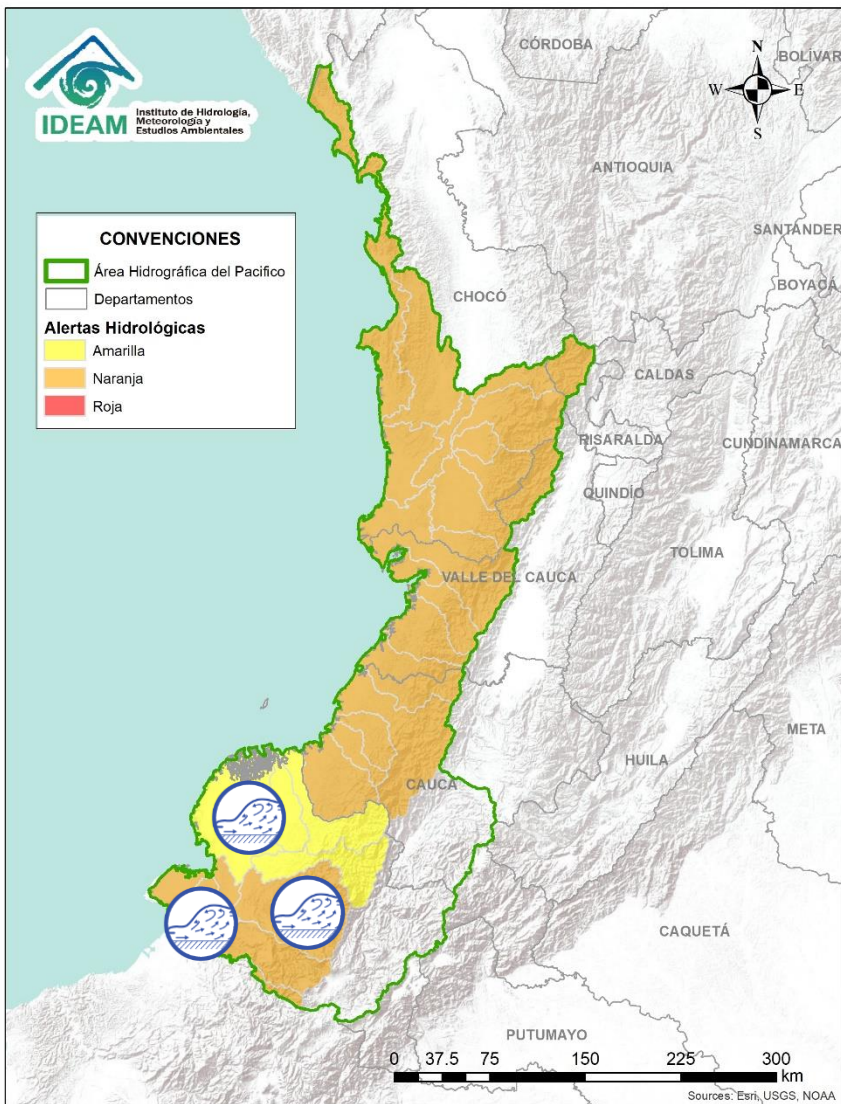 IDEAM
Instituto de Hidrología,
Meteorología y
Estudios Ambientales
N
W
E
S
CONVENCIONES
Área Hidrográfica del Pacifico
Departamentos
Alertas Hidrológicas
Amarilla
Naranja
Roja
CÓRDOBA
BOLÍVAR
ANTIOQUIA
SANTANDER
BOYACÁ
CHOCÓ
CALDAS
RISARALDA
CUNDINAMARCA
QUINDÍO
TOLIMA
VALLE DEL CAUCA
META
HUILA
CAUCA
CAQUETÁ
PUTUMAYO
0 37.5 75 150 225 300
km
Sources: Esri, USGS, NOAA